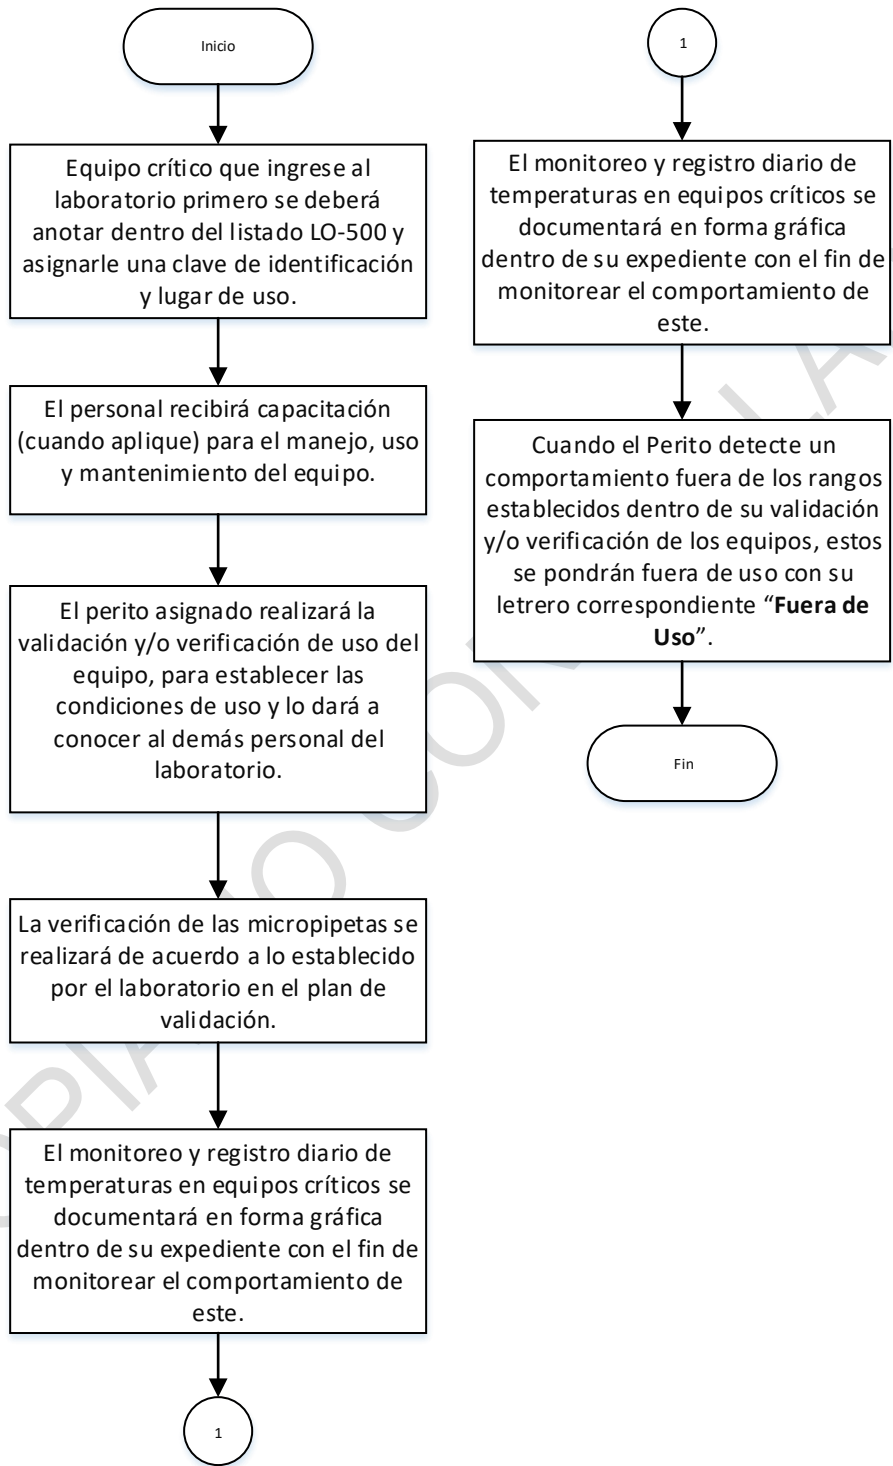 Inicio
Equipo crítico que ingrese al
laboratorio primero se deberá
anotar dentro del listado LO-500 y
asignarle una clave de identificación
y lugar de uso.
El personal recibirá capacitación
(cuando aplique) para el manejo, uso
y mantenimiento del equipo.
El perito asignado realizará la
validación y/o verificación de uso del
equipo, para establecer las
condiciones de uso y lo dará a
conocer al demás personal del
laboratorio.
La verificación de las micropipetas se
realizará de acuerdo a lo establecido
por el laboratorio en el plan de
validación.
El monitoreo y registro diario de
temperaturas en equipos críticos se
documentará en forma gráfica
dentro de su expediente con el fin de
monitorear el comportamiento de
este.
1
1
El monitoreo y registro diario de
temperaturas en equipos críticos se
documentará en forma gráfica
dentro de su expediente con el fin de
monitorear el comportamiento de
este.
Cuando el Perito detecte un
comportamiento fuera de los rangos
establecidos dentro de su validación
y/o verificación de los equipos, estos
se pondrán fuera de uso con su
letrero correspondiente “Fuera de
Uso”.
Fin